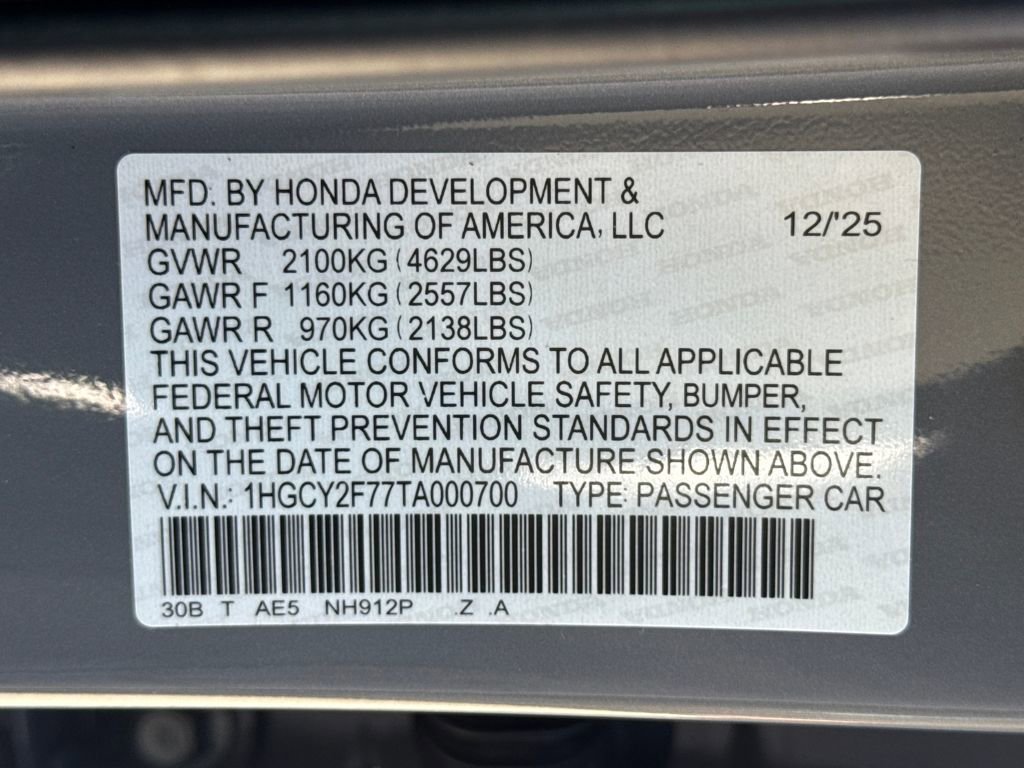 MFD. BY HONDA DEVELOPMENT &
MANUFACTURING OF AMERICA, LLC 12/'25
GVWR 2100KG (4629LBS)
GAWR F 1160KG (2557LBS)
GAWR R 970KG (2138LBS)
THIS VEHICLE CONFORMS TO ALL APPLICABLE
FEDERAL MOTOR VEHICLE SAFETY, BUMPER,
AND THEFT PREVENTION STANDARDS IN EFFECT
ON THE DATE OF MANUFACTURE SHOWN ABOVE.
V.I.N.: 1HGCY2F77TA000700 TYPE: PASSENGER CAR
30B T AE5 NH912P .Z .A